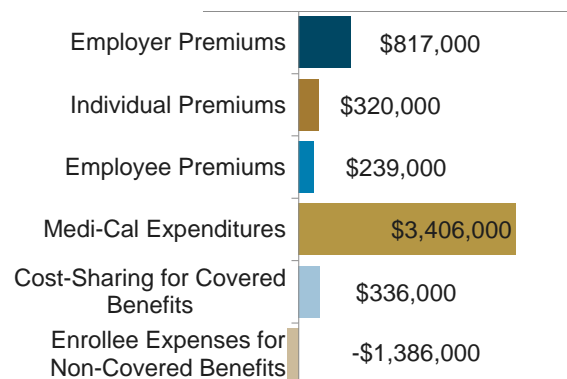 Employer Premiums $817,000
Individual Premiums $320,000
Employee Premiums $239,000
Medi-Cal Expenditures $3,406,000
Cost-Sharing for Covered
Benefits $336,000
Enrollee Expenses for
Non-Covered Benefits -$1,386,000